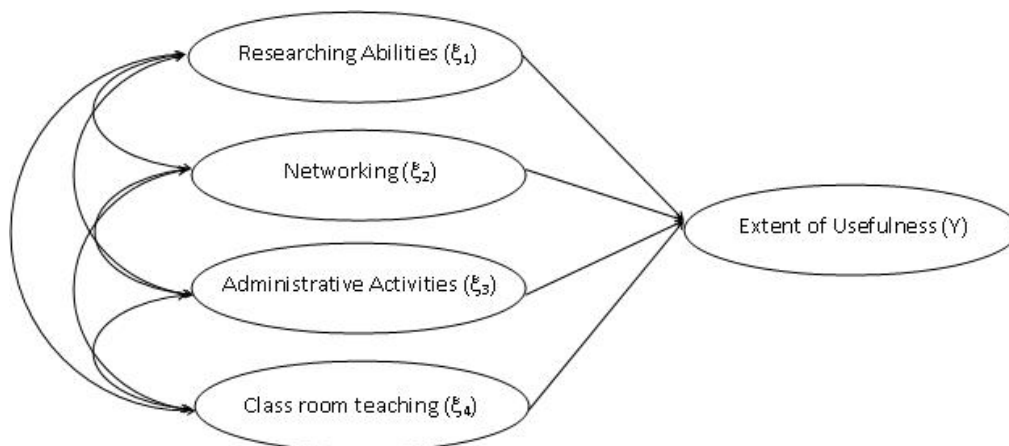 Researching Abilities (ξ₁)
Networking (ξ₂)
Extent of Usefulness (Y)
Administrative Activities (ξ₃)
Class room teaching (ξ₄)